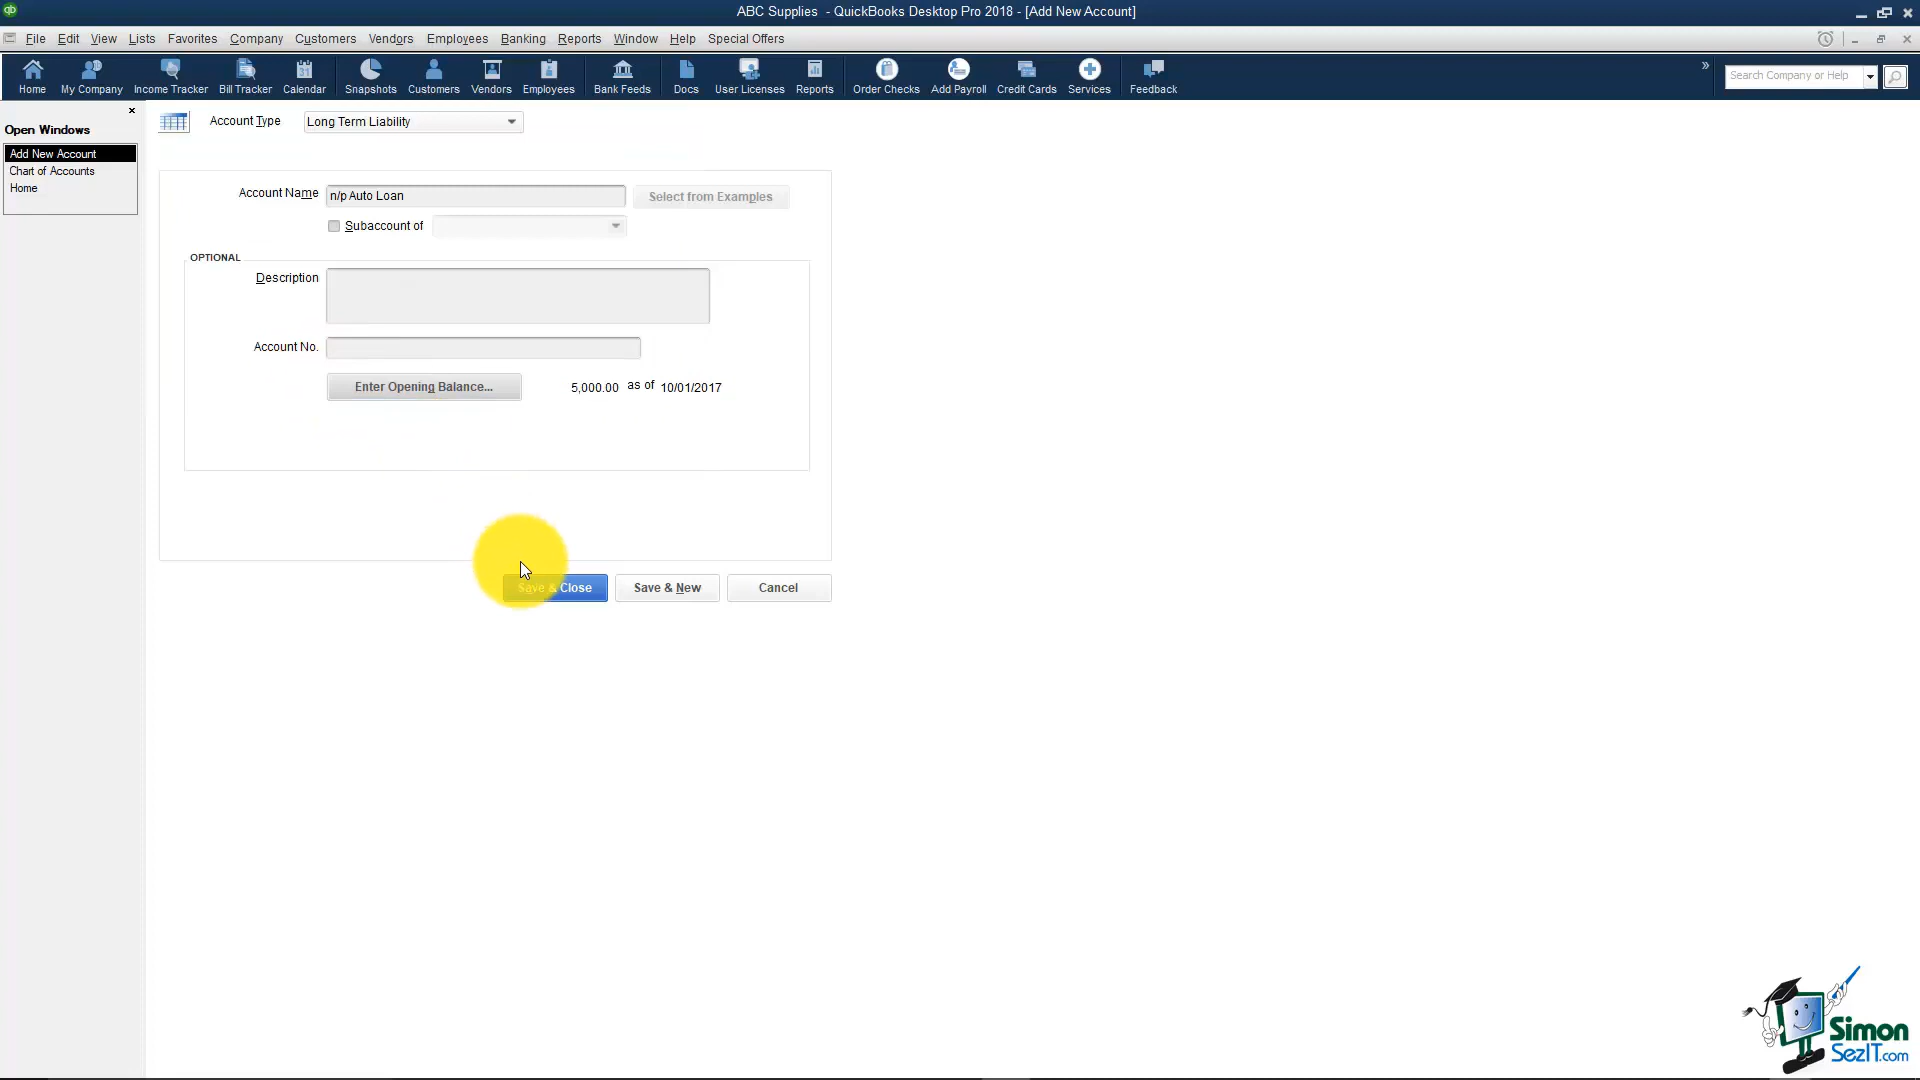 ABC Supplies - QuickBooks Desktop Pro 2018 - [Add New Account]
File Edit View Lists Favorites Company Customers Vendors Employees Banking Reports Window Help Special Offers
Home My Company Income Tracker Bill Tracker Calendar Snapshots Customers Vendors Employees Bank Feeds Docs User Licenses Reports Order Checks Add Payroll Credit Cards Services Feedback » Search Company or Help
Open Windows
Add New Account
Chart of Accounts
Home
Account Type Long Term Liability
Account Name n/p Auto Loan Select from Examples
Subaccount of
OPTIONAL
Description
Account No.
Enter Opening Balance... 5,000.00 as of 10/01/2017
Save & Close Save & New Cancel
Simon
SezIT.com